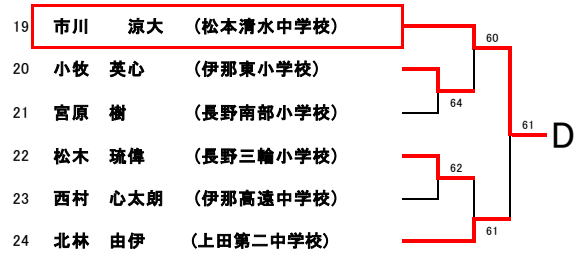 19 市川 涼大 (松本清水中学校)
60
20 小牧 英心 (伊那東小学校)
64
21 宮原 樹 (長野南部小学校)
61
D
22 松木 琉偉 (長野三輪小学校)
62
23 西村 心太朗 (伊那高遠中学校)
61
24 北林 由伊 (上田第二中学校)